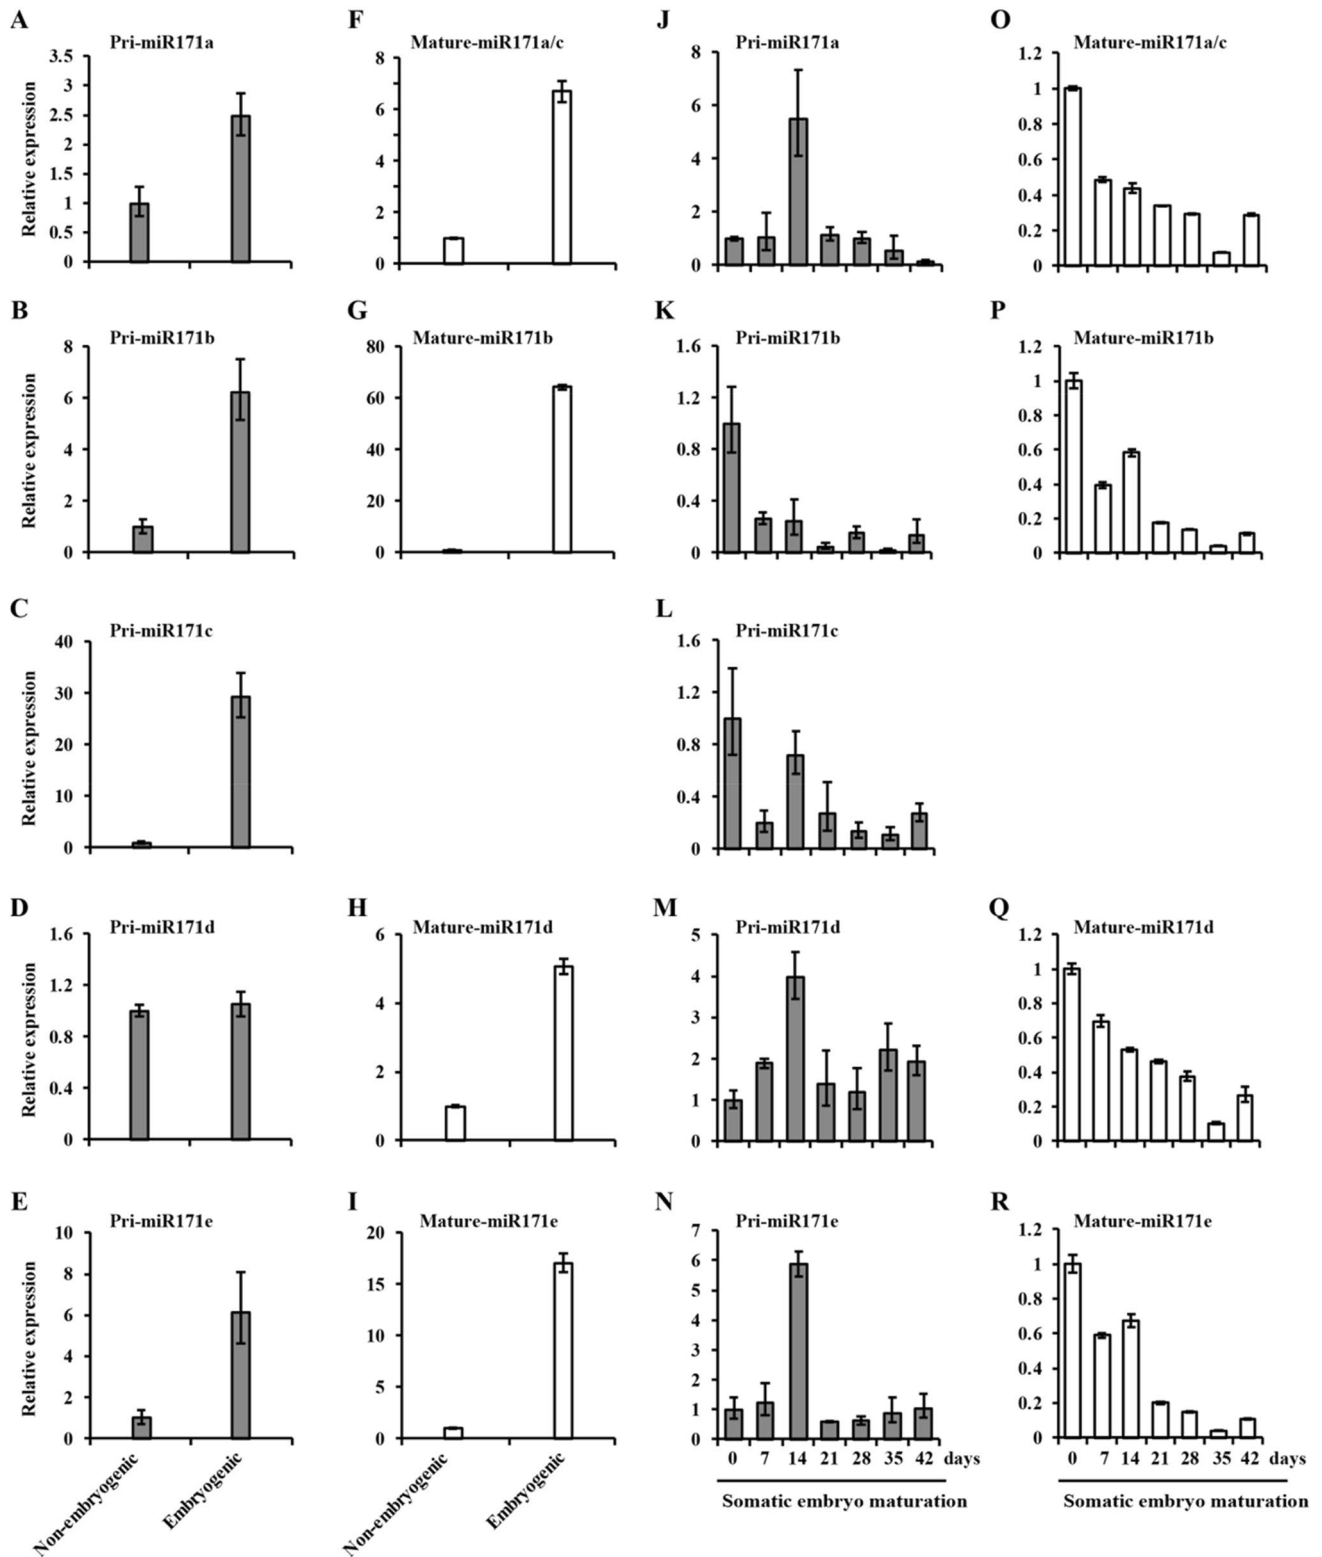 A
Pri-miR171a
Relative expression
3.5
3
2.5
2
1.5
1
0.5
0
F
Mature-miR171a/c
8
6
4
2
0
J
Pri-miR171a
8
6
4
2
0
O
Mature-miR171a/c
1.2
1
0.8
0.6
0.4
0.2
0
B
Pri-miR171b
Relative expression
8
6
4
2
0
G
Mature-miR171b
80
60
40
20
0
K
Pri-miR171b
1.6
1.2
0.8
0.4
0
P
Mature-miR171b
1.2
1
0.8
0.6
0.4
0.2
0
C
Pri-miR171c
Relative expression
40
30
20
10
0
L
Pri-miR171c
1.6
1.2
0.8
0.4
0
D
Pri-miR171d
Relative expression
1.6
1.2
0.8
0.4
0
H
Mature-miR171d
6
4
2
0
M
Pri-miR171d
5
4
3
2
1
1
Q
Mature-miR171d
1.2
1
0.8
0.6
0.4
0.2
0
E
Pri-miR171e
Relative expression
10
8
6
4
2
0
Non-embryogenic
Embryogenic
I
Mature-miR171e
20
15
10
5
0
Non-embryogenic
Embryogenic
N
Pri-miR171e
7
6
5
4
3
2
1
0
0 7 14 21 28 35 42 days
Somatic embryo maturation
R
Mature-miR171e
1.2
1
0.8
0.6
0.4
0.2
0
0 7 14 21 28 35 42 days
Somatic embryo maturation